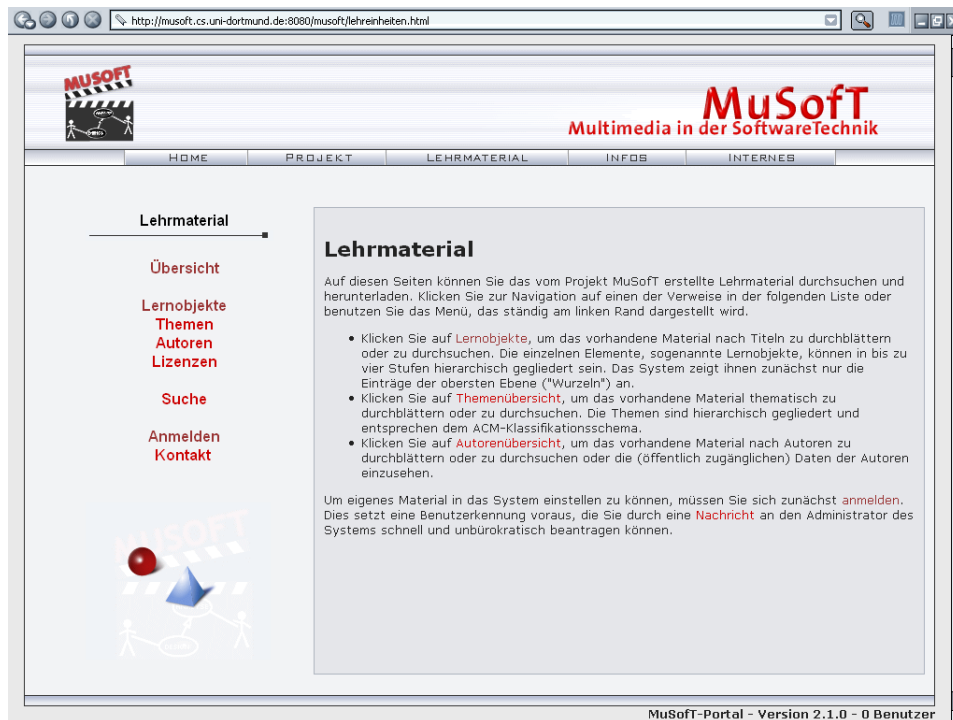 http://musoft.cs.uni-dortmund.de:8080/musoft/lehreinheiten.html
MUSOFT
MuSofT
Multimedia in der SoftwareTechnik
HOME PROJEKT LEHRMATERIAL INFOS INTERNES
Lehrmaterial
Übersicht
Lernobjekte
Themen
Autoren
Lizenzen
Suche
Anmelden
Kontakt
MUSOFT
Lehrmaterial
Auf diesen Seiten können Sie das vom Projekt MuSofT erstellte Lehrmaterial durchsuchen und
herunterladen. Klicken Sie zur Navigation auf einen der Verweise in der folgenden Liste oder
benutzen Sie das Menü, das ständig am linken Rand dargestellt wird.
• Klicken Sie auf Lernobjekte, um das vorhandene Material nach Titeln zu durchblättern
oder zu durchsuchen. Die einzelnen Elemente, sogenannte Lernobjekte, können in bis zu
vier Stufen hierarchisch gegliedert sein. Das System zeigt ihnen zunächst nur die
Einträge der obersten Ebene ("Wurzeln") an.
• Klicken Sie auf Themenübersicht, um das vorhandene Material thematisch zu
durchblättern oder zu durchsuchen. Die Themen sind hierarchisch gegliedert und
entsprechen dem ACM-Klassifikationsschema.
• Klicken Sie auf Autorenübersicht, um das vorhandene Material nach Autoren zu
durchblättern oder zu durchsuchen oder die (öffentlich zugänglichen) Daten der Autoren
einzusehen.
Um eigenes Material in das System einstellen zu können, müssen Sie sich zunächst anmelden.
Dies setzt eine Benutzerkennung voraus, die Sie durch eine Nachricht an den Administrator des
Systems schnell und unbürokratisch beantragen können.
MuSofT-Portal - Version 2.1.0 - 0 Benutzer